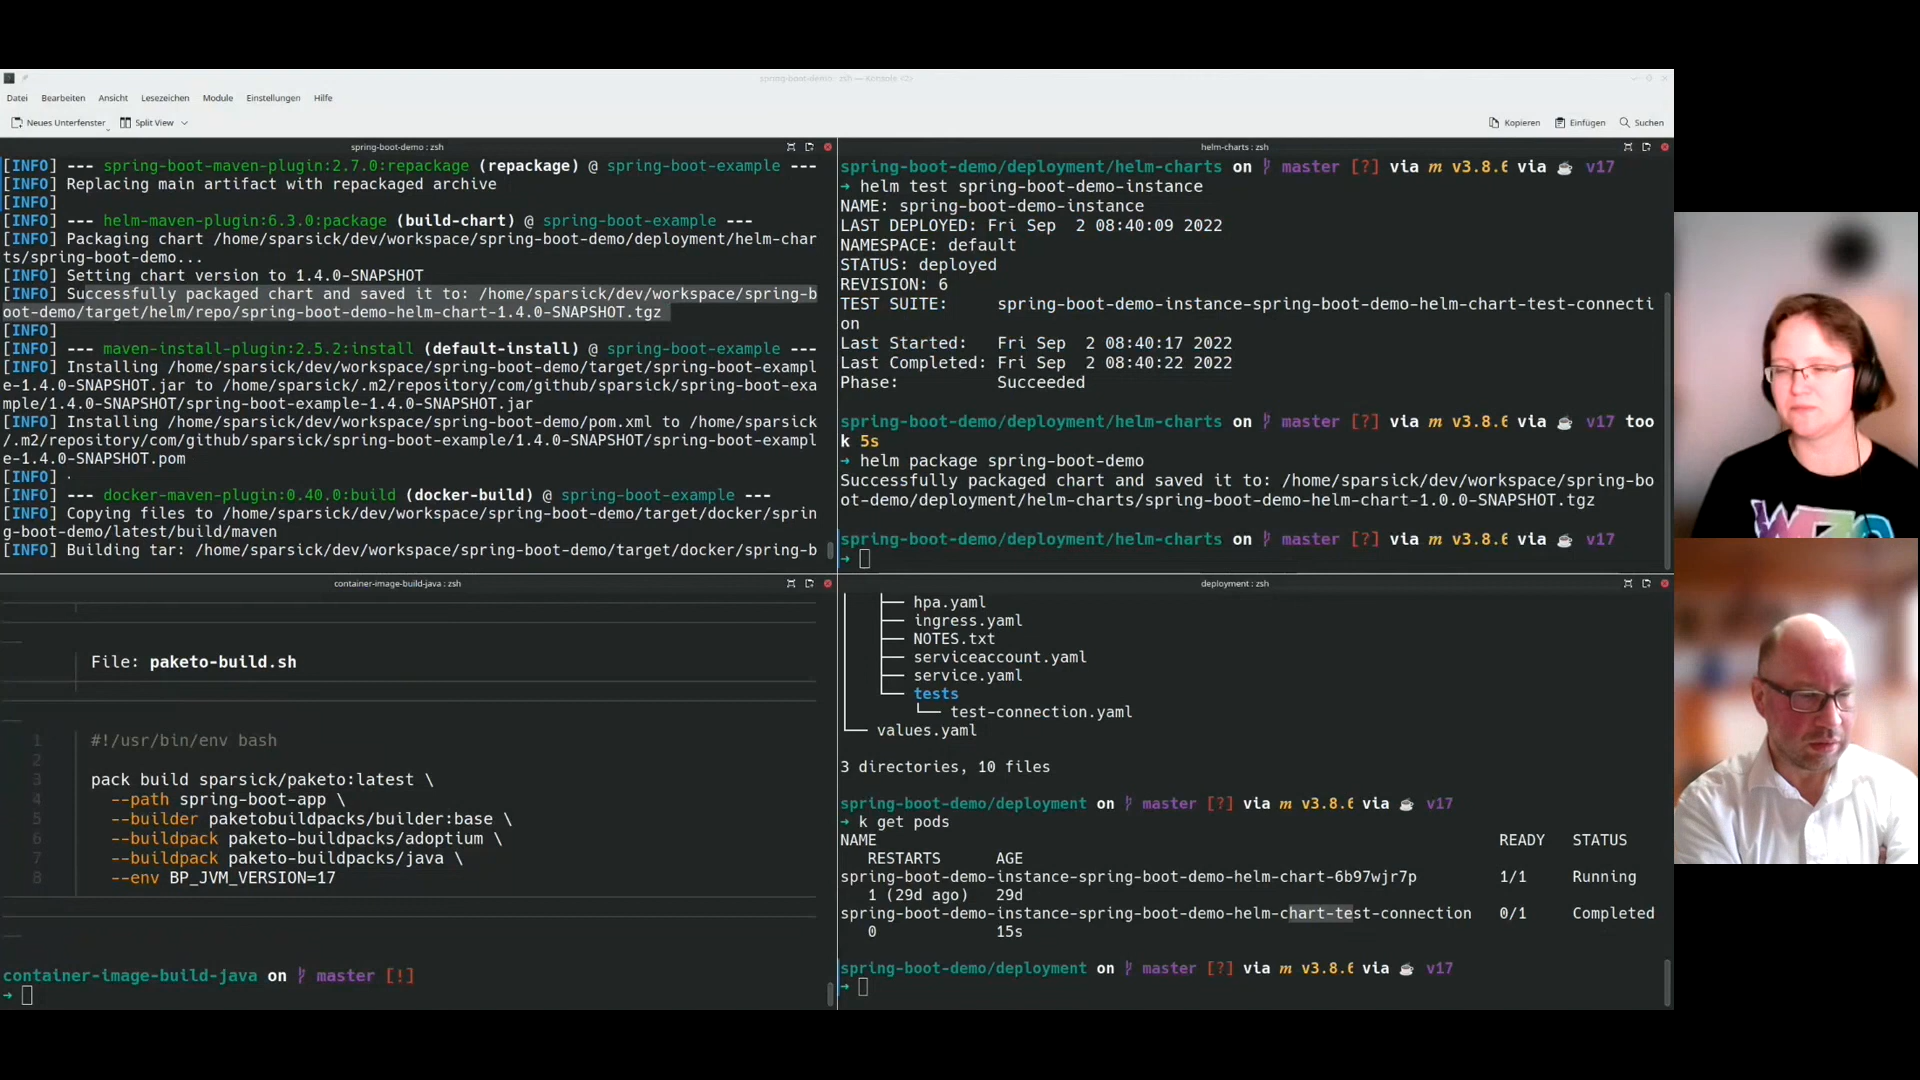 spring-boot-demo : zsh — Konsole <2>
Datei Bearbeiten Ansicht Lesezeichen Module Einstellungen Hilfe
Neues Unterfenster Split View Kopieren Einfügen Suchen
spring-boot-demo : zsh
[INFO] --- spring-boot-maven-plugin:2.7.0:repackage (repackage) @ spring-boot-example ---
[INFO] Replacing main artifact with repackaged archive
[INFO]
[INFO] --- helm-maven-plugin:6.3.0:package (build-chart) @ spring-boot-example ---
[INFO] Packaging chart /home/sparsick/dev/workspace/spring-boot-demo/deployment/helm-char
ts/spring-boot-demo...
[INFO] Setting chart version to 1.4.0-SNAPSHOT
[INFO] Successfully packaged chart and saved it to: /home/sparsick/dev/workspace/spring-b
oot-demo/target/helm/repo/spring-boot-demo-helm-chart-1.4.0-SNAPSHOT.tgz
[INFO]
[INFO] --- maven-install-plugin:2.5.2:install (default-install) @ spring-boot-example ---
[INFO] Installing /home/sparsick/dev/workspace/spring-boot-demo/target/spring-boot-exampl
e-1.4.0-SNAPSHOT.jar to /home/sparsick/.m2/repository/com/github/sparsick/spring-boot-exa
mple/1.4.0-SNAPSHOT/spring-boot-example-1.4.0-SNAPSHOT.jar
[INFO] Installing /home/sparsick/dev/workspace/spring-boot-demo/pom.xml to /home/sparsick
/.m2/repository/com/github/sparsick/spring-boot-example/1.4.0-SNAPSHOT/spring-boot-exampl
e-1.4.0-SNAPSHOT.pom
[INFO]
[INFO] --- docker-maven-plugin:0.40.0:build (docker-build) @ spring-boot-example ---
[INFO] Copying files to /home/sparsick/dev/workspace/spring-boot-demo/target/docker/sprin
g-boot-demo/latest/build/maven
[INFO] Building tar: /home/sparsick/dev/workspace/spring-boot-demo/target/docker/spring-b
helm-charts : zsh
spring-boot-demo/deployment/helm-charts on master [?] via m v3.8.6 via ☕ v17
➜ helm test spring-boot-demo-instance
NAME: spring-boot-demo-instance
LAST DEPLOYED: Fri Sep  2 08:40:09 2022
NAMESPACE: default
STATUS: deployed
REVISION: 6
TEST SUITE:     spring-boot-demo-instance-spring-boot-demo-helm-chart-test-connecti
on
Last Started:   Fri Sep  2 08:40:17 2022
Last Completed: Fri Sep  2 08:40:22 2022
Phase:          Succeeded
spring-boot-demo/deployment/helm-charts on master [?] via m v3.8.6 via ☕ v17 too
k 5s
➜ helm package spring-boot-demo
Successfully packaged chart and saved it to: /home/sparsick/dev/workspace/spring-bo
ot-demo/deployment/helm-charts/spring-boot-demo-helm-chart-1.0.0-SNAPSHOT.tgz
spring-boot-demo/deployment/helm-charts on master [?] via m v3.8.6 via ☕ v17
➜
container-image-build-java : zsh
File: paketo-build.sh
1 #!/usr/bin/env bash
2
3 pack build sparsick/paketo:latest \
4   --path spring-boot-app \
5   --builder paketobuildpacks/builder:base \
6   --buildpack paketo-buildpacks/adoptium \
7   --buildpack paketo-buildpacks/java \
8   --env BP_JVM_VERSION=17
container-image-build-java on master [!]
➜
deployment : zsh
├── hpa.yaml
├── ingress.yaml
├── NOTES.txt
├── serviceaccount.yaml
├── service.yaml
└── tests
└── test-connection.yaml
└── values.yaml
3 directories, 10 files
spring-boot-demo/deployment on master [?] via m v3.8.6 via ☕ v17
➜ k get pods
NAME READY STATUS
RESTARTS AGE
spring-boot-demo-instance-spring-boot-demo-helm-chart-6b97wjr7p 1/1 Running
1 (29d ago) 29d
spring-boot-demo-instance-spring-boot-demo-helm-chart-test-connection 0/1 Completed
0 15s
spring-boot-demo/deployment on master [?] via m v3.8.6 via ☕ v17
➜